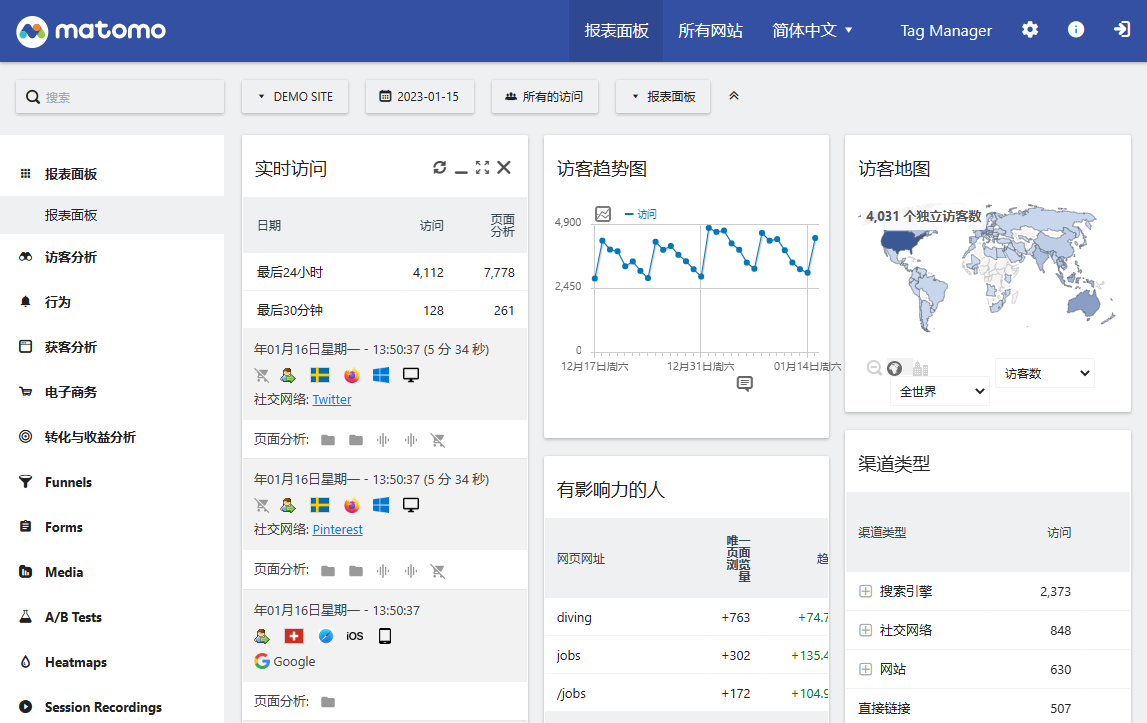 matomo
报表面板 所有网站 简体中文 Tag Manager
搜索
DEMO SITE 2023-01-15 所有的访问 报表面板
报表面板
报表面板
访客分析
行为
获客分析
电子商务
转化与收益分析
Funnels
Forms
Media
A/B Tests
Heatmaps
Session Recordings
实时访问
日期 访问 页面
分析
最后24小时 4,112 7,778
最后30分钟 128 261
年01月16日星期一 - 13:50:37 (5 分 34 秒)
社交网络: Twitter
页面分析:
年01月16日星期一 - 13:50:37 (5 分 34 秒)
社交网络: Pinterest
页面分析:
年01月16日星期一 - 13:50:37
iOS
Google
页面分析:
访客趋势图
访问
4,900
2,450
0
12月17日周六 12月31日周六 01月14日周六
有影响力的人
网页网址 唯一
页面
浏览
量 趋
diving +763 +74.7
jobs +302 +135.4
/jobs +172 +104.9
访客地图
4,031 个独立访客数
全世界 访客数
渠道类型
渠道类型 访问
搜索引擎 2,373
社交网络 848
网站 630
直接链接 507